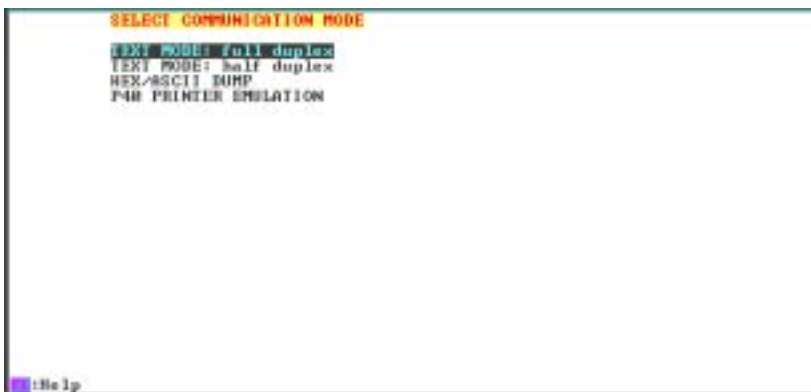 SELECT COMMUNICATION MODE
TEXT MODE: full duplex
TEXT MODE: half duplex
HEX/ASCII DUMP
P40 PRINTER EMULATION
:Help